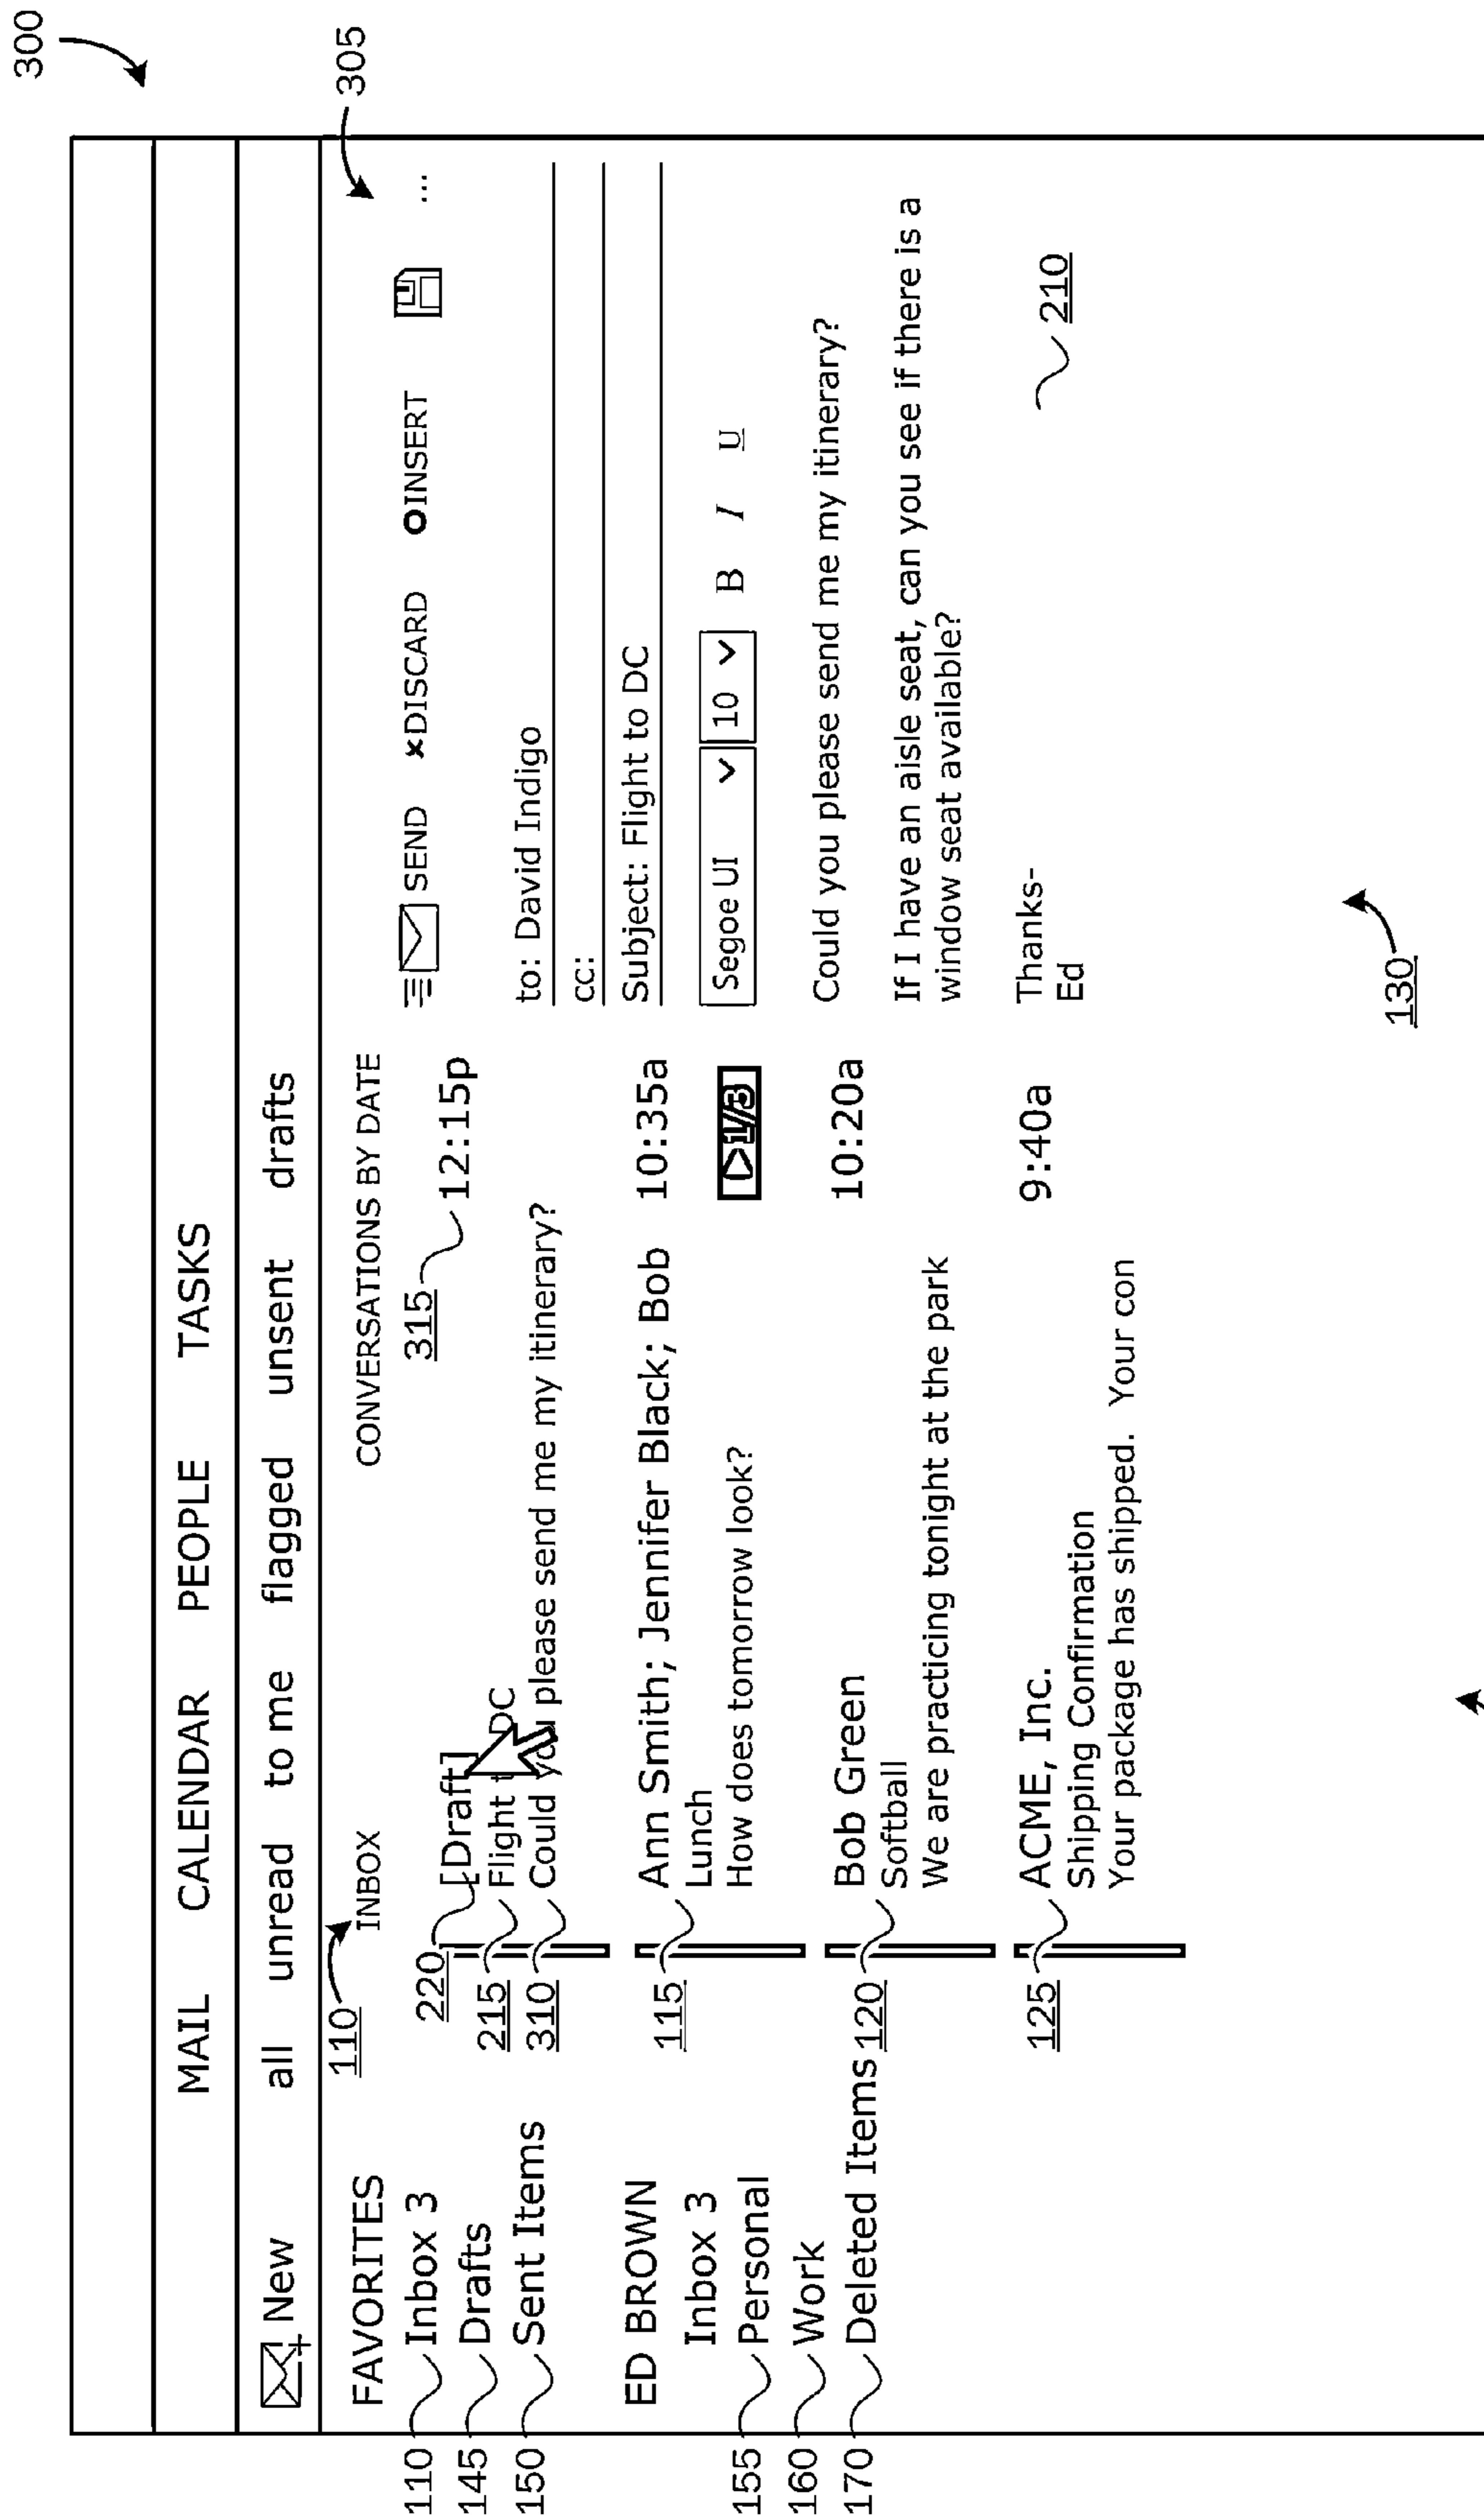 300
MAIL CALENDAR PEOPLE TASKS
New all unread to me flagged unsent drafts
FAVORITES
110 Inbox 3
145 Drafts
150 Sent Items
ED BROWN
Inbox 3
155 Personal
160 Work
170 Deleted Items
110 INBOX CONVERSATIONS BY DATE
220 [Draft] 315 12:15p
215 Flight DC
310 Could you please send me my itinerary?
115 Ann Smith; Jennifer Black; Bob 10:35a
Lunch 1/3
How does tomorrow look?
120 Bob Green 10:20a
Softball
We are practicing tonight at the park
125 ACME, Inc. 9:40a
Shipping Confirmation
Your package has shipped. Your con
305
SEND ×DISCARD INSERT ...
to: David Indigo
cc:
Subject: Flight to DC
Segoe UI 10 B I U
Could you please send me my itinerary?
If I have an aisle seat, can you see if there is a
window seat available?
Thanks-
Ed
210
130